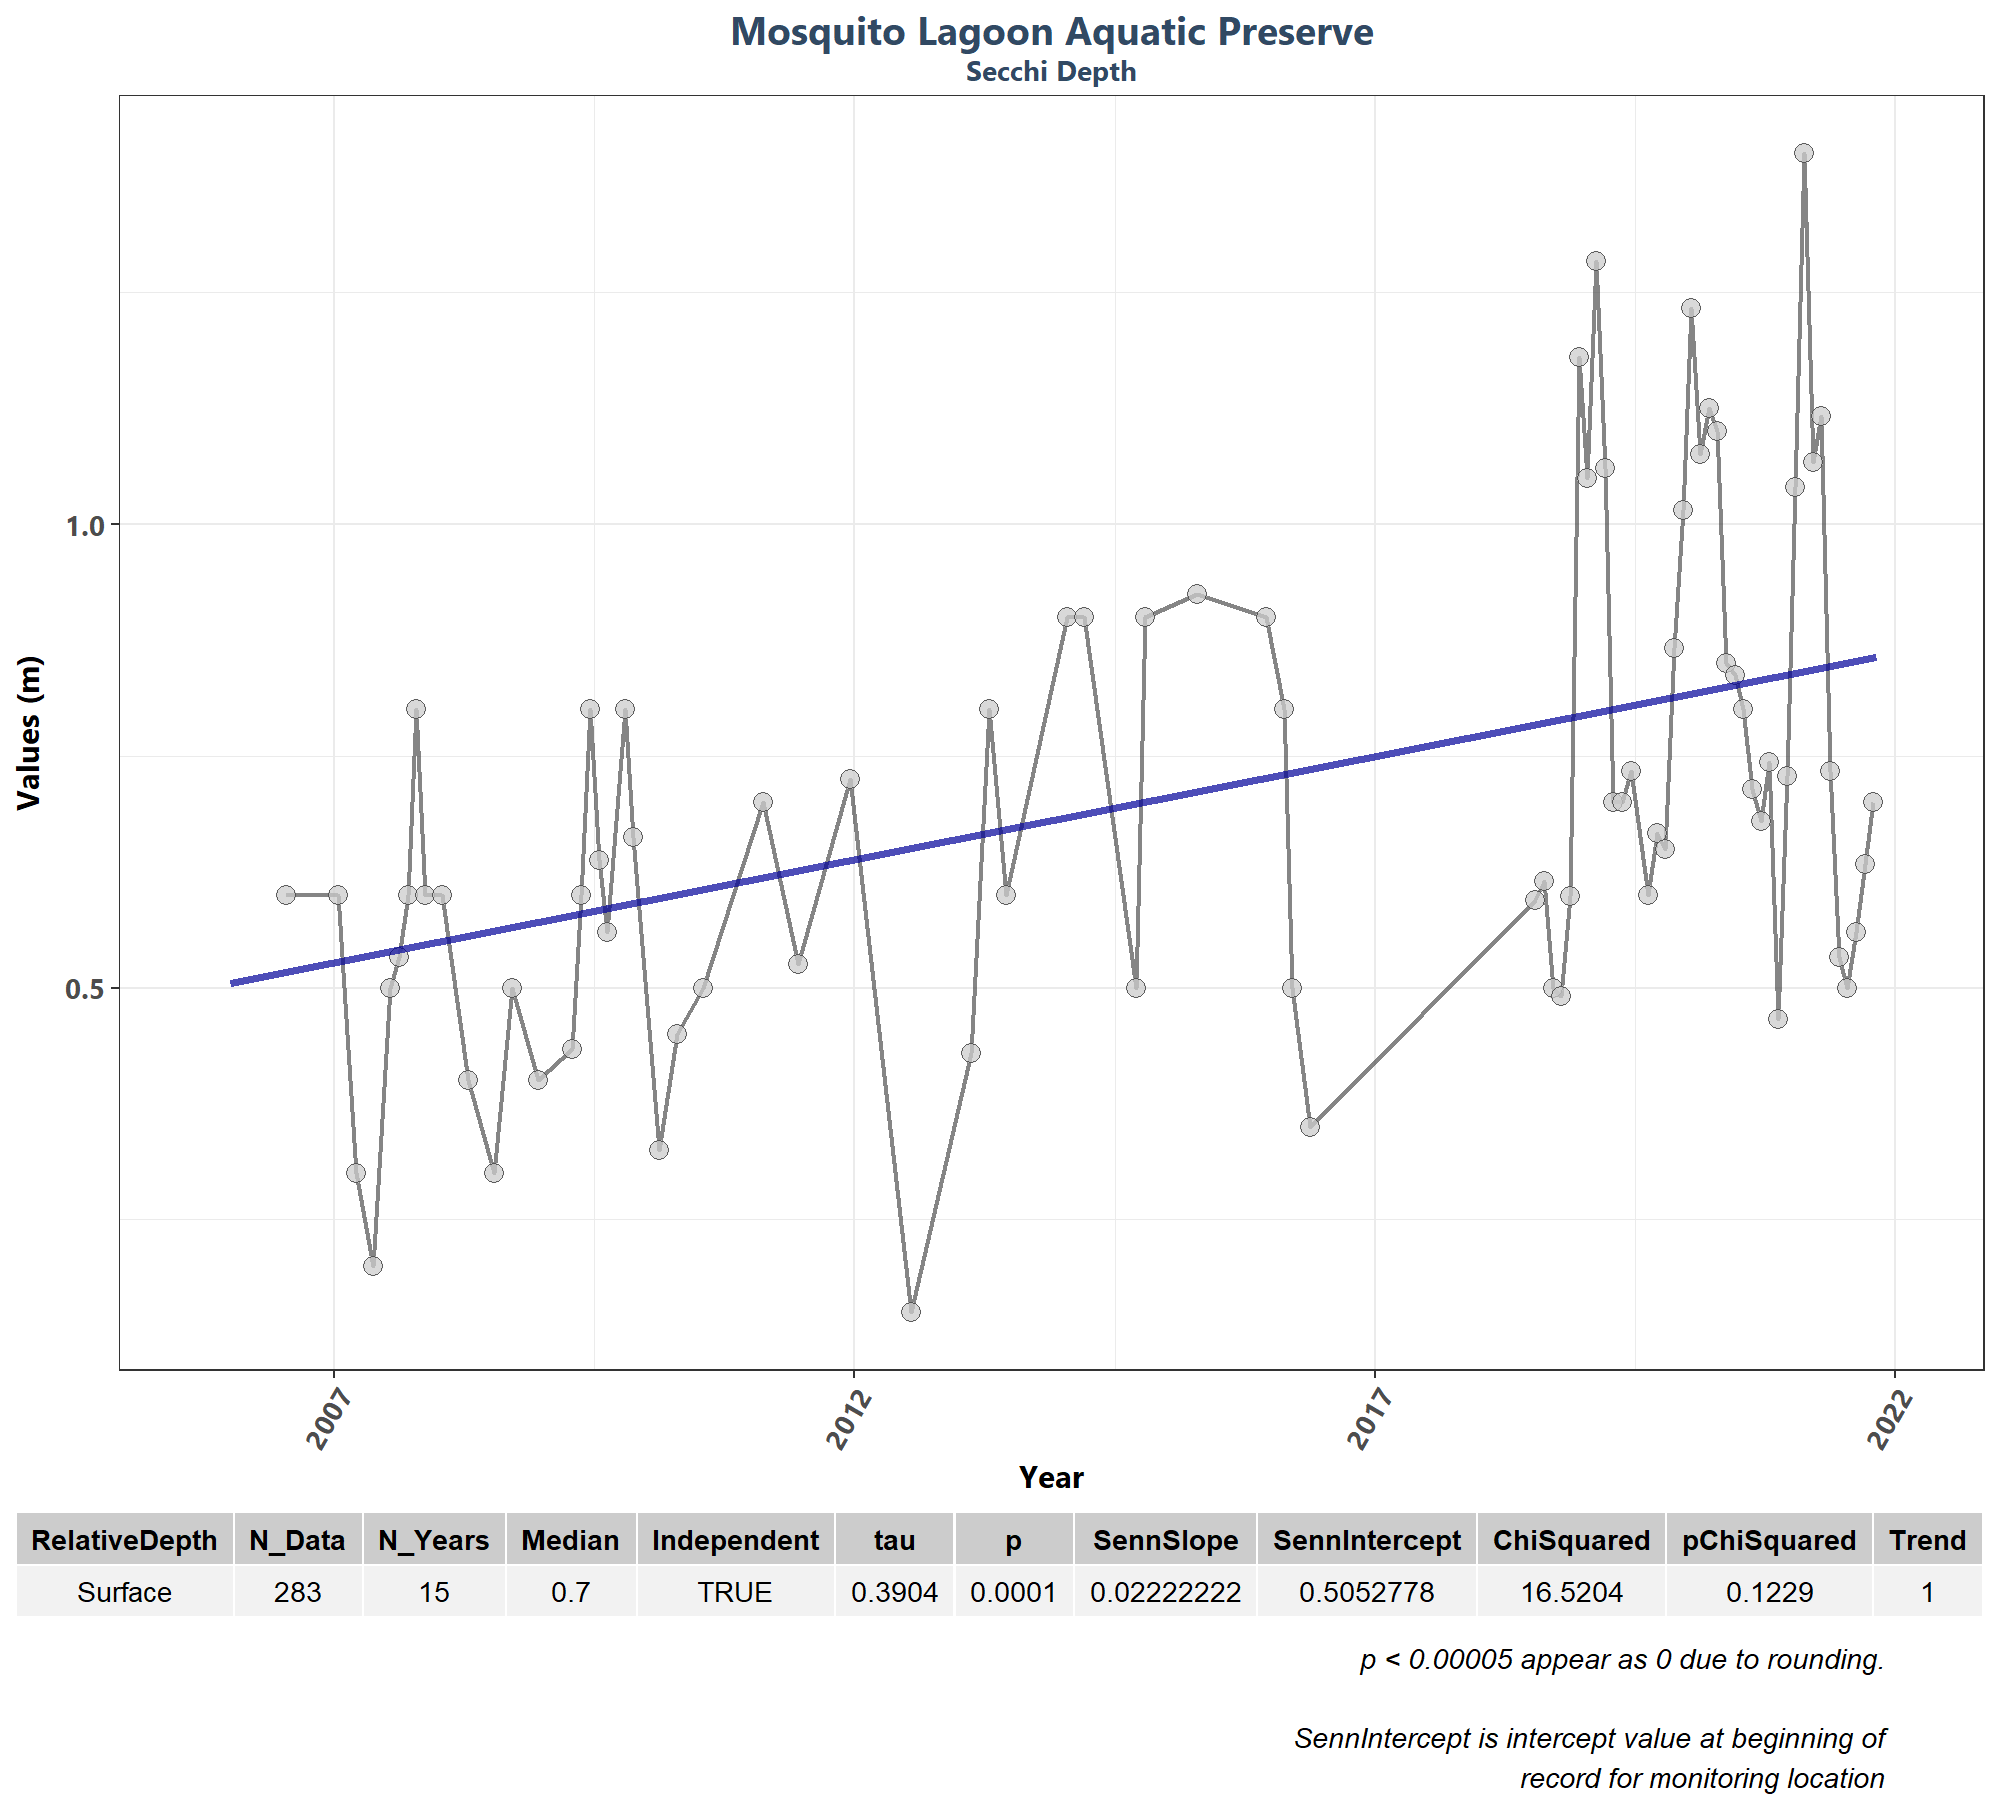 Mosquito Lagoon Aquatic Preserve
Secchi Depth
Values (m)
1.0
0.5
2007 2012 2017 2022
Year
RelativeDepth N_Data N_Years Median Independent tau p SennSlope SennIntercept ChiSquared pChiSquared Trend
Surface 283 15 0.7 TRUE 0.3904 0.0001 0.02222222 0.5052778 16.5204 0.1229 1
p < 0.00005 appear as 0 due to rounding.
SennIntercept is intercept value at beginning of
record for monitoring location